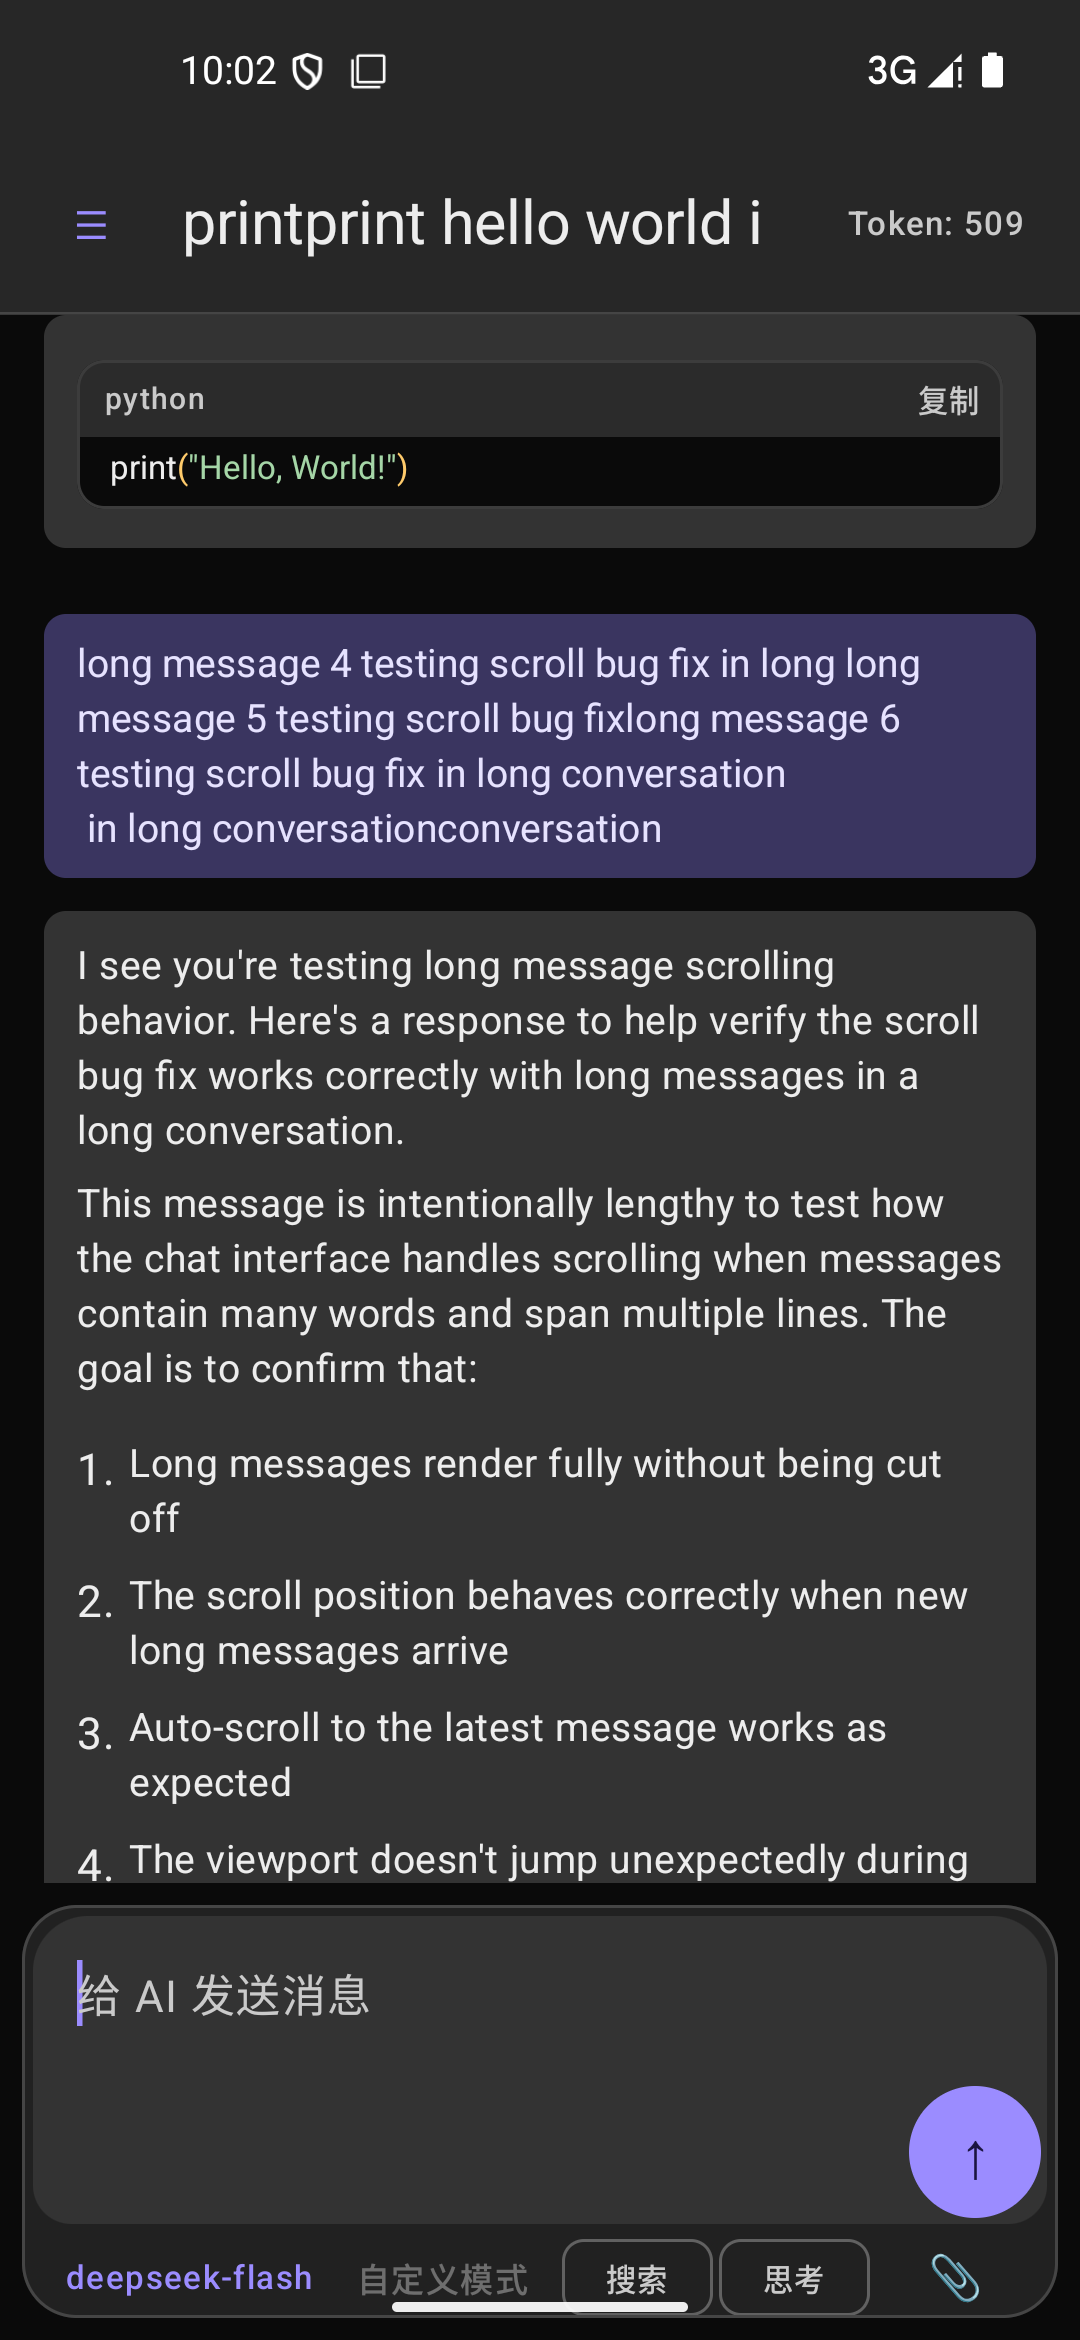 10:02
3G
printprint hello world i
Token: 509
python
复制
print("Hello, World!")
long message 4 testing scroll bug fix in long long
message 5 testing scroll bug fixlong message 6
testing scroll bug fix in long conversation
in long conversationconversation
I see you're testing long message scrolling
behavior. Here's a response to help verify the scroll
bug fix works correctly with long messages in a
long conversation.
This message is intentionally lengthy to test how
the chat interface handles scrolling when messages
contain many words and span multiple lines. The
goal is to confirm that:
1. Long messages render fully without being cut
off
2. The scroll position behaves correctly when new
long messages arrive
3. Auto-scroll to the latest message works as
expected
4. The viewport doesn't jump unexpectedly during
给 AI 发送消息
↑
deepseek-flash
自定义模式
搜索
思考